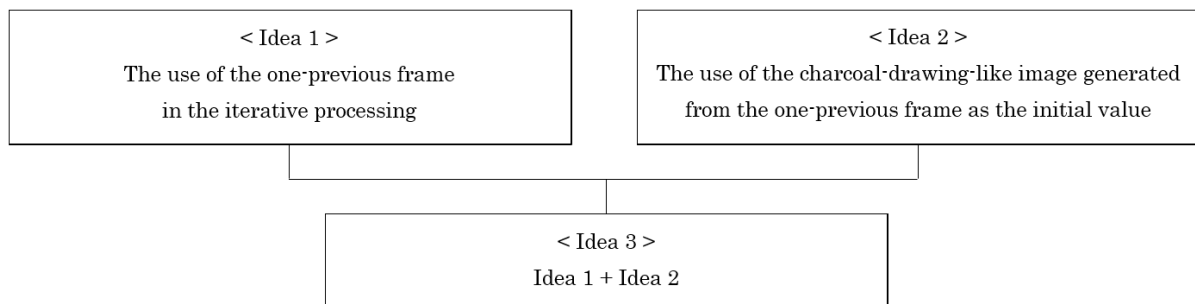 < Idea 1 >
The use of the one-previous frame
in the iterative processing
< Idea 2 >
The use of the charcoal-drawing-like image generated
from the one-previous frame as the initial value
< Idea 3 >
Idea 1 + Idea 2